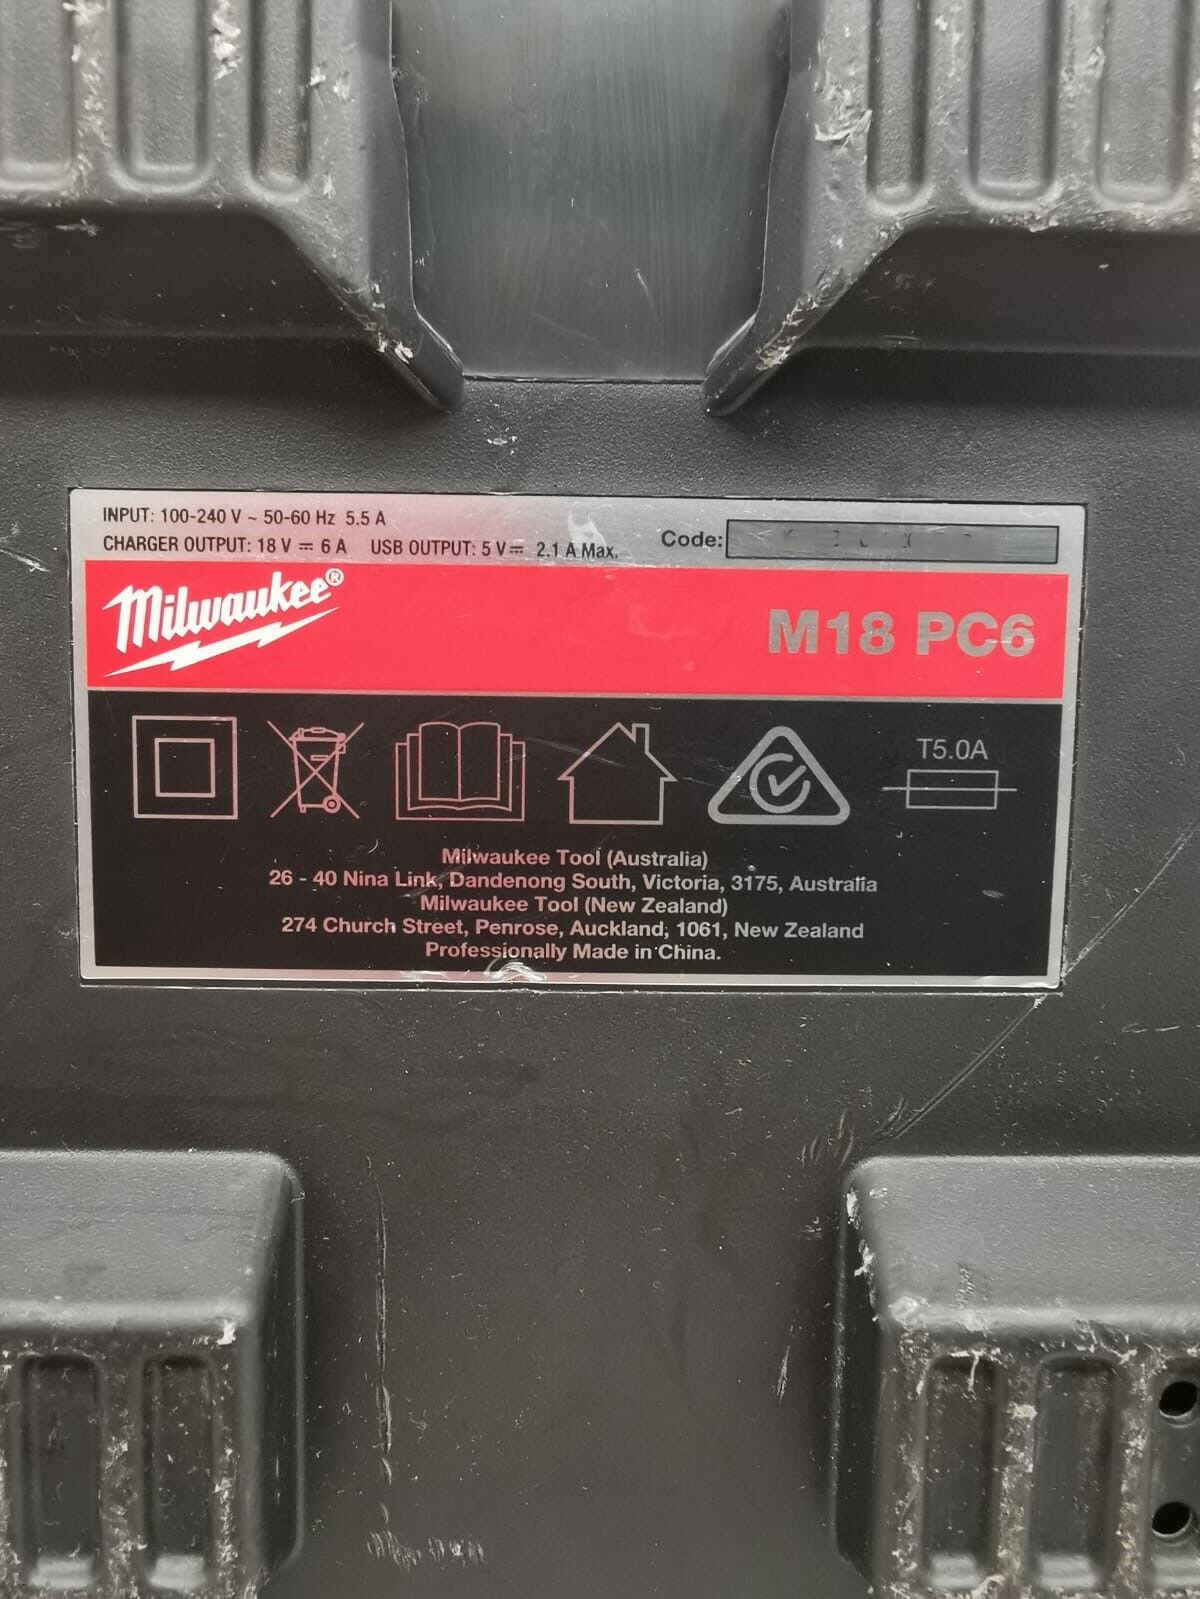 INPUT: 100-240 V ~ 50-60 Hz 5.5 A
CHARGER OUTPUT: 18 V ⎓ 6 A USB OUTPUT: 5 V⎓ 2.1 A Max.
Code:
Milwaukee®
M18 PC6
T5.0A
Milwaukee Tool (Australia)
26 - 40 Nina Link, Dandenong South, Victoria, 3175, Australia
Milwaukee Tool (New Zealand)
274 Church Street, Penrose, Auckland, 1061, New Zealand
Professionally Made in China.